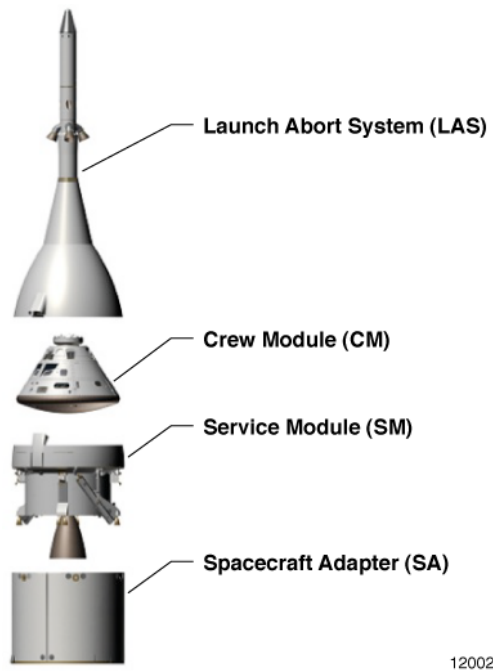 Launch Abort System (LAS)
Crew Module (CM)
Service Module (SM)
Spacecraft Adapter (SA)
12002